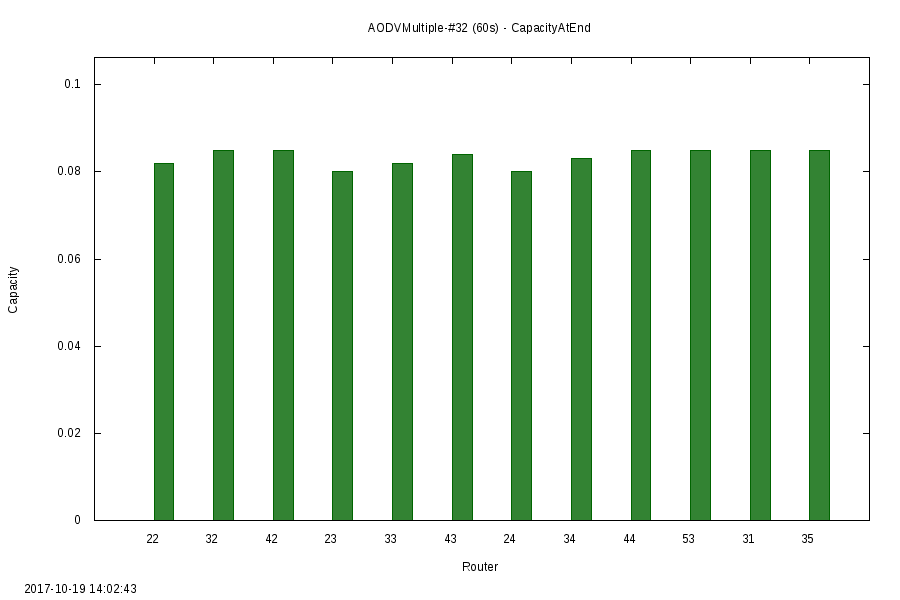 AODVMultiple-#32 (60s) - CapacityAtEnd
0.1
0.08
0.06
0.04
0.02
0
Capacity
22 32 42 23 33 43 24 34 44 53 31 35
Router
2017-10-19 14:02:43